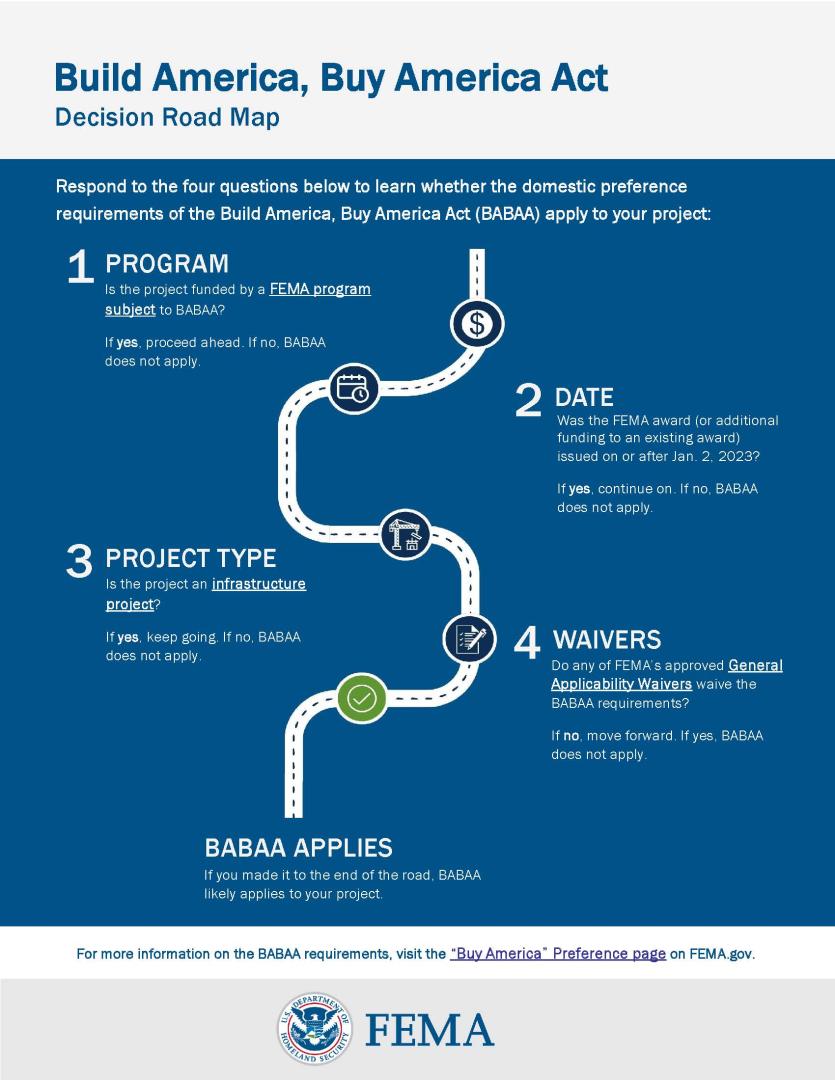 Build America, Buy America Act
Decision Road Map
Respond to the four questions below to learn whether the domestic preference
requirements of the Build America, Buy America Act (BABAA) apply to your project:
1 PROGRAM
Is the project funded by a FEMA program
subject to BABAA?
If yes, proceed ahead. If no, BABAA
does not apply.
$
2 DATE
Was the FEMA award (or additional
funding to an existing award)
issued on or after Jan. 2, 2023?
If yes, continue on. If no, BABAA
does not apply.
3 PROJECT TYPE
Is the project an infrastructure
project?
If yes, keep going. If no, BABAA
does not apply.
4 WAIVERS
Do any of FEMA's approved General
Applicability Waivers waive the
BABAA requirements?
If no, move forward. If yes, BABAA
does not apply.
BABAA APPLIES
If you made it to the end of the road, BABAA
likely applies to your project.
For more information on the BABAA requirements, visit the “Buy America” Preference page on FEMA.gov.
U.S. DEPARTMENT OF
HOMELAND SECURITY
FEMA